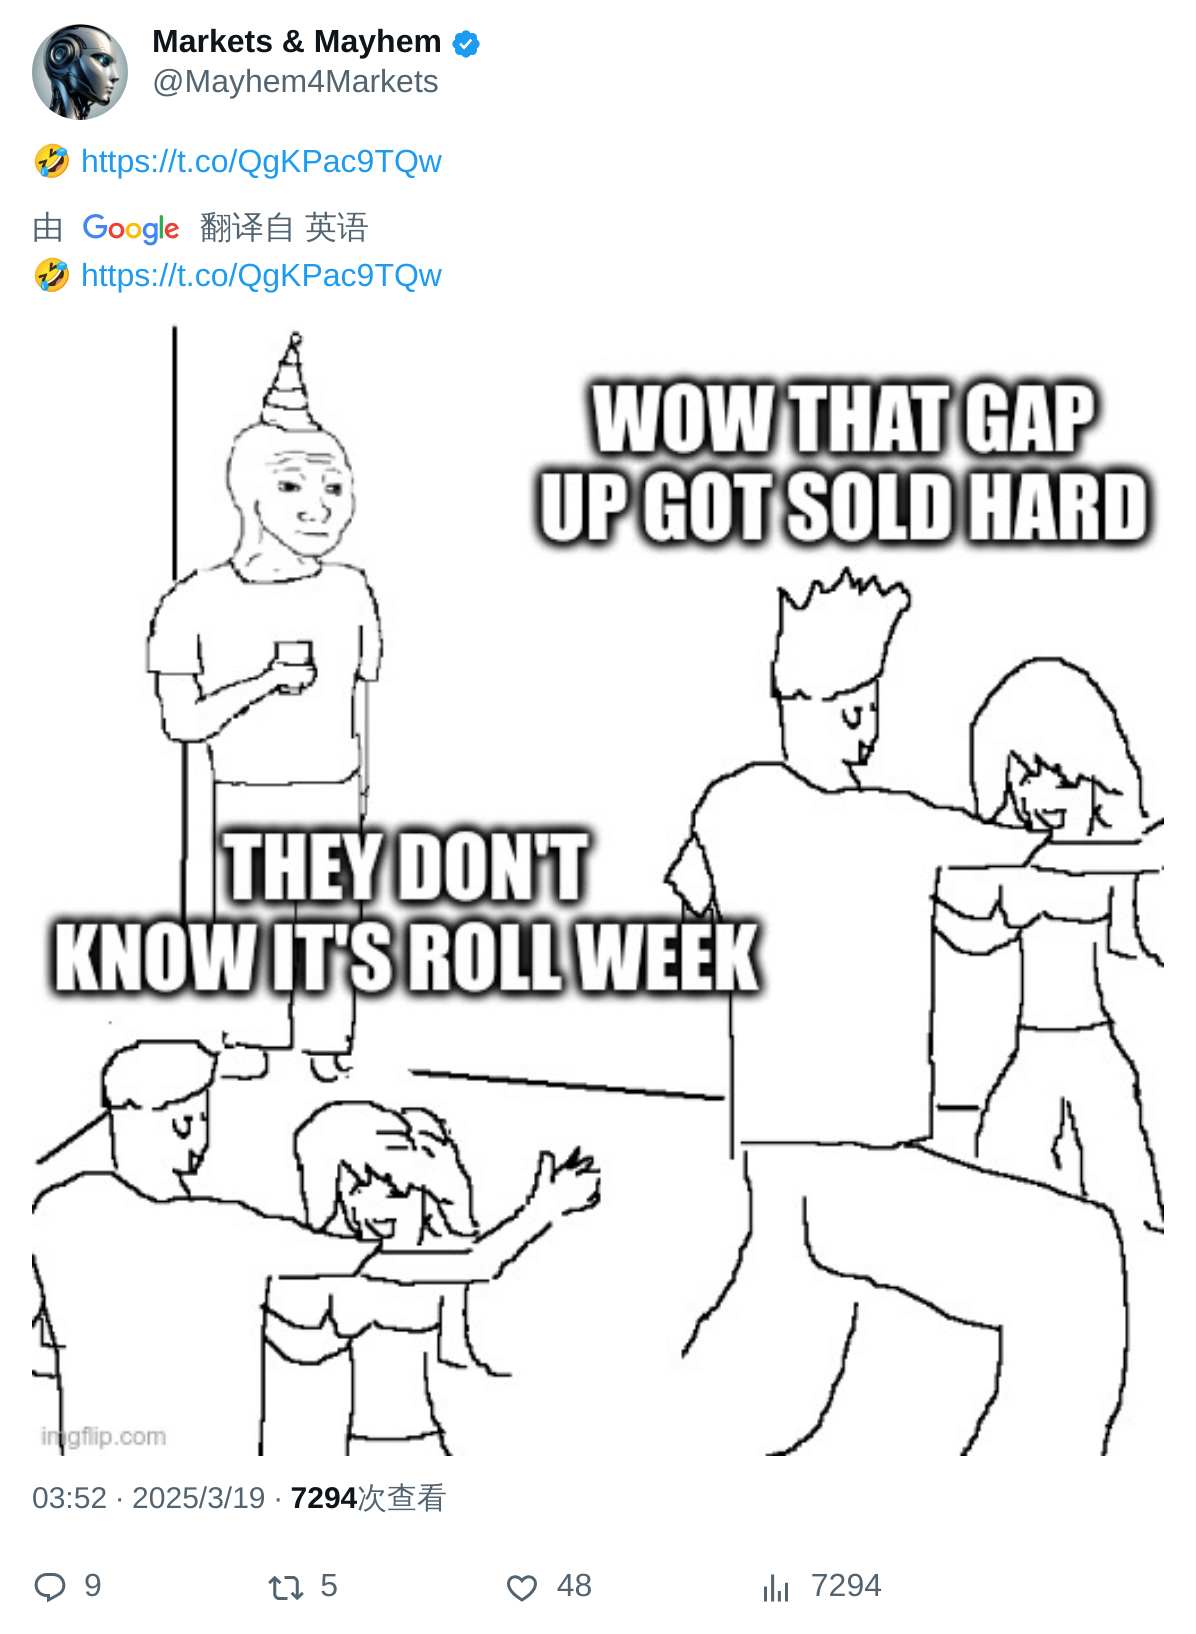 Markets & Mayhem
@Mayhem4Markets
🤣 https://t.co/QgKPac9TQw
由 Google 翻译自 英语
🤣 https://t.co/QgKPac9TQw
WOW THAT GAP
UP GOT SOLD HARD
THEY DON'T
KNOW IT'S ROLL WEEK
imgflip.com
03:52 · 2025/3/19 · 7294次查看
9 5 48 7294